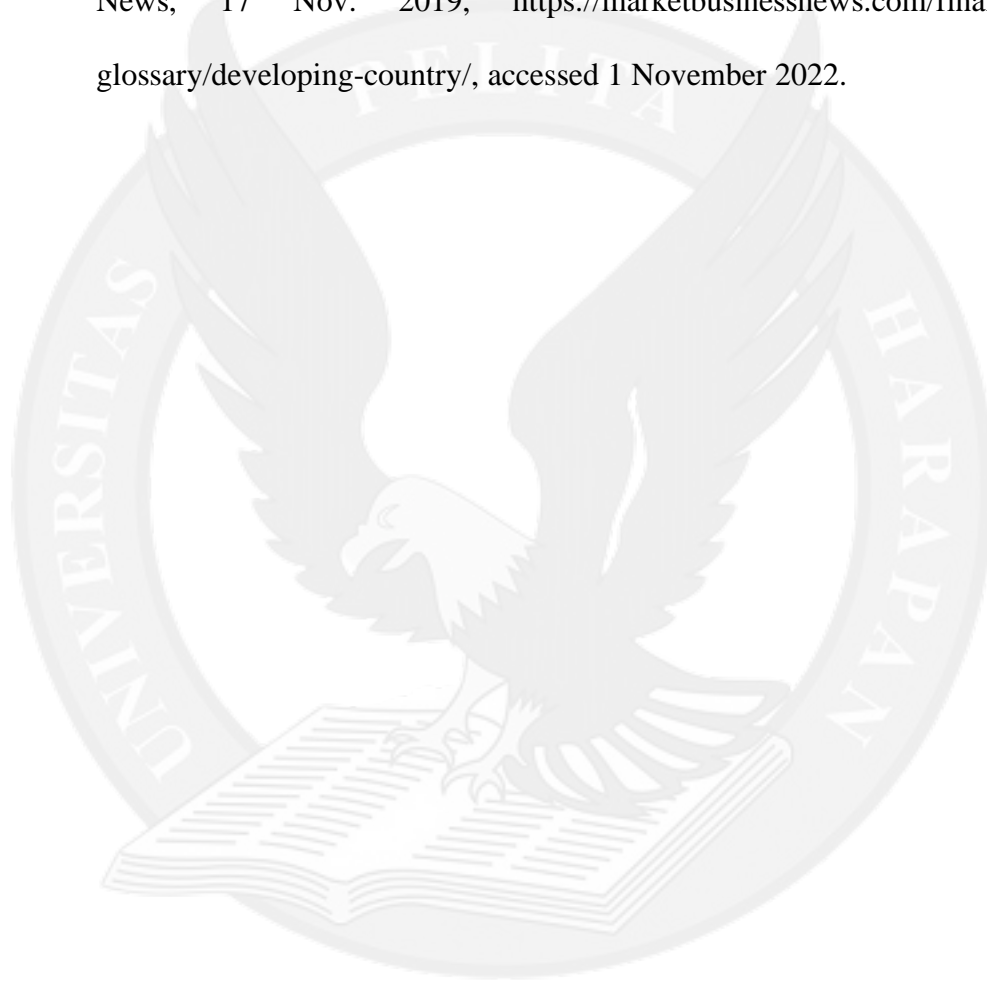 News, 17 Nov. 2019, https://marketbusinessnews.com/fina
glossary/developing-country/, accessed 1 November 2022.
UNIVERSITAS PELITA HARAPAN